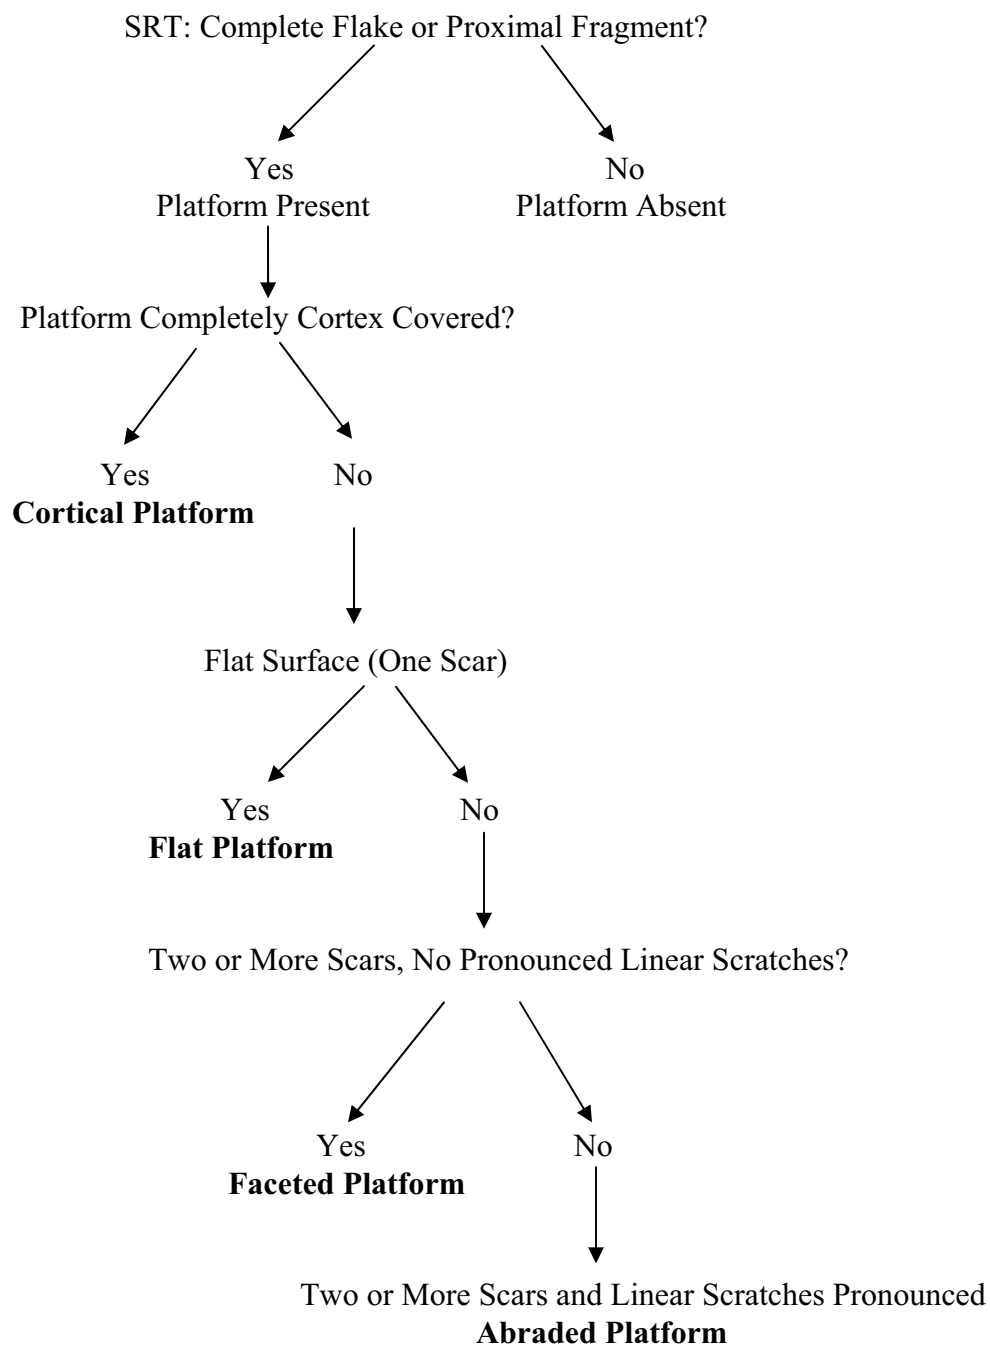 SRT: Complete Flake or Proximal Fragment?
Yes
Platform Present
No
Platform Absent
Platform Completely Cortex Covered?
Yes
Cortical Platform
No
Flat Surface (One Scar)
Yes
Flat Platform
No
Two or More Scars, No Pronounced Linear Scratches?
Yes
Faceted Platform
No
Two or More Scars and Linear Scratches Pronounced
Abraded Platform